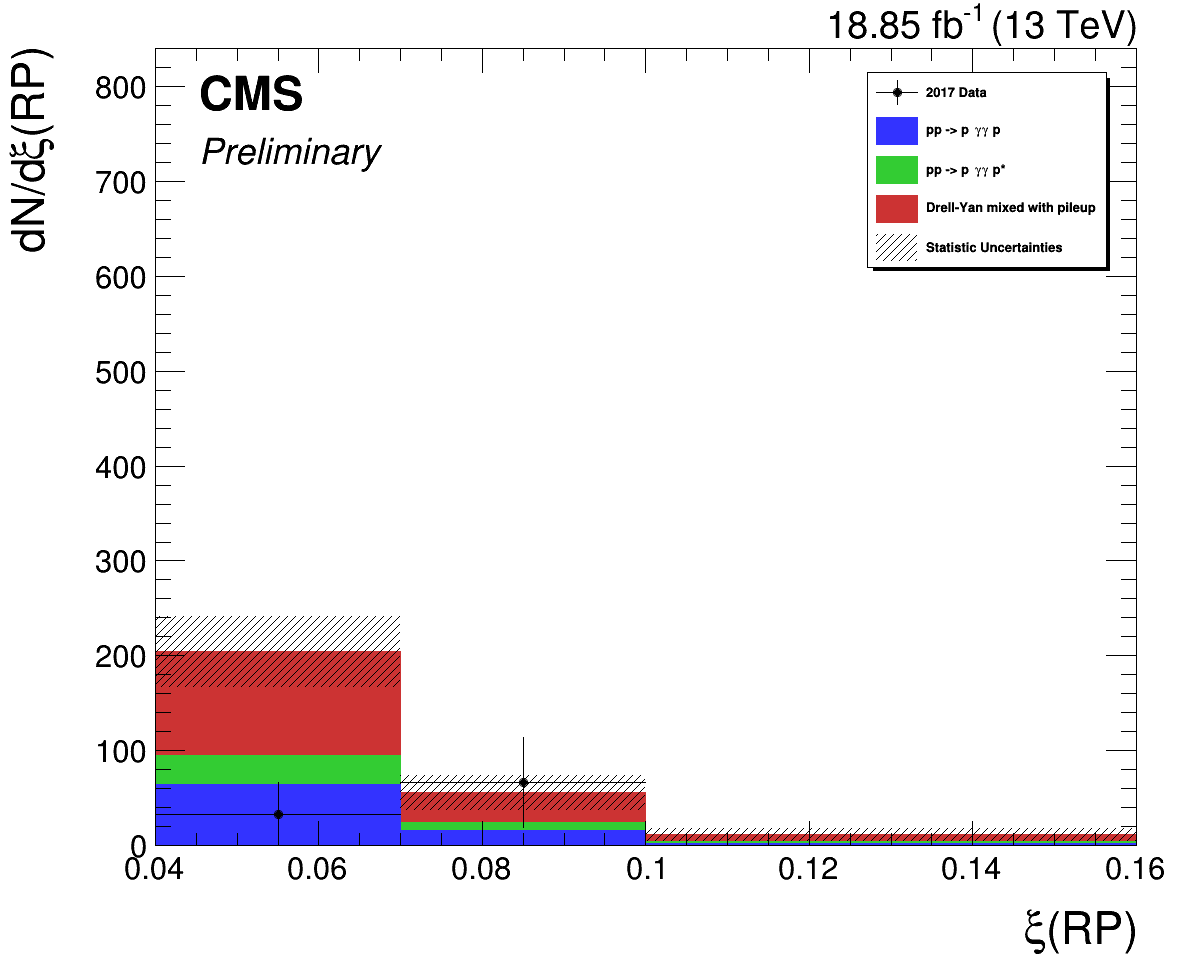 18.85 fb⁻¹ (13 TeV)
dN/dξ(RP)
CMS
Preliminary
2017 Data
pp -> p γγ p
pp -> p γγ p*
Drell-Yan mixed with pileup
Statistic Uncertainties
800
700
600
500
400
300
200
100
0
0.04 0.06 0.08 0.1 0.12 0.14 0.16
ξ(RP)